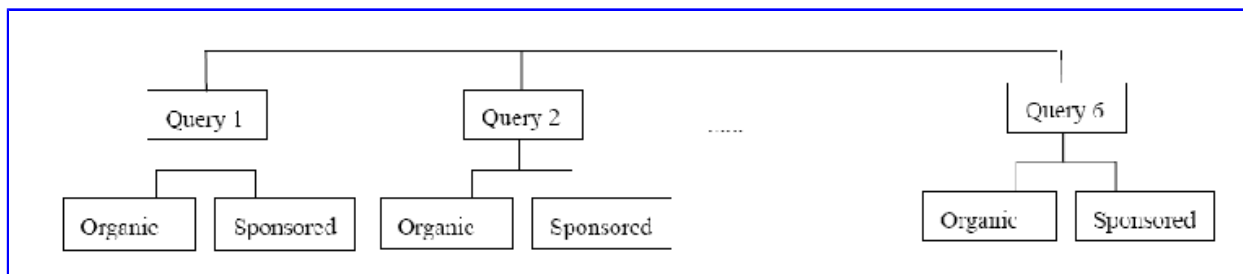 Query 1
Query 2
......
Query 6
Organic
Sponsored
Organic
Sponsored
Organic
Sponsored